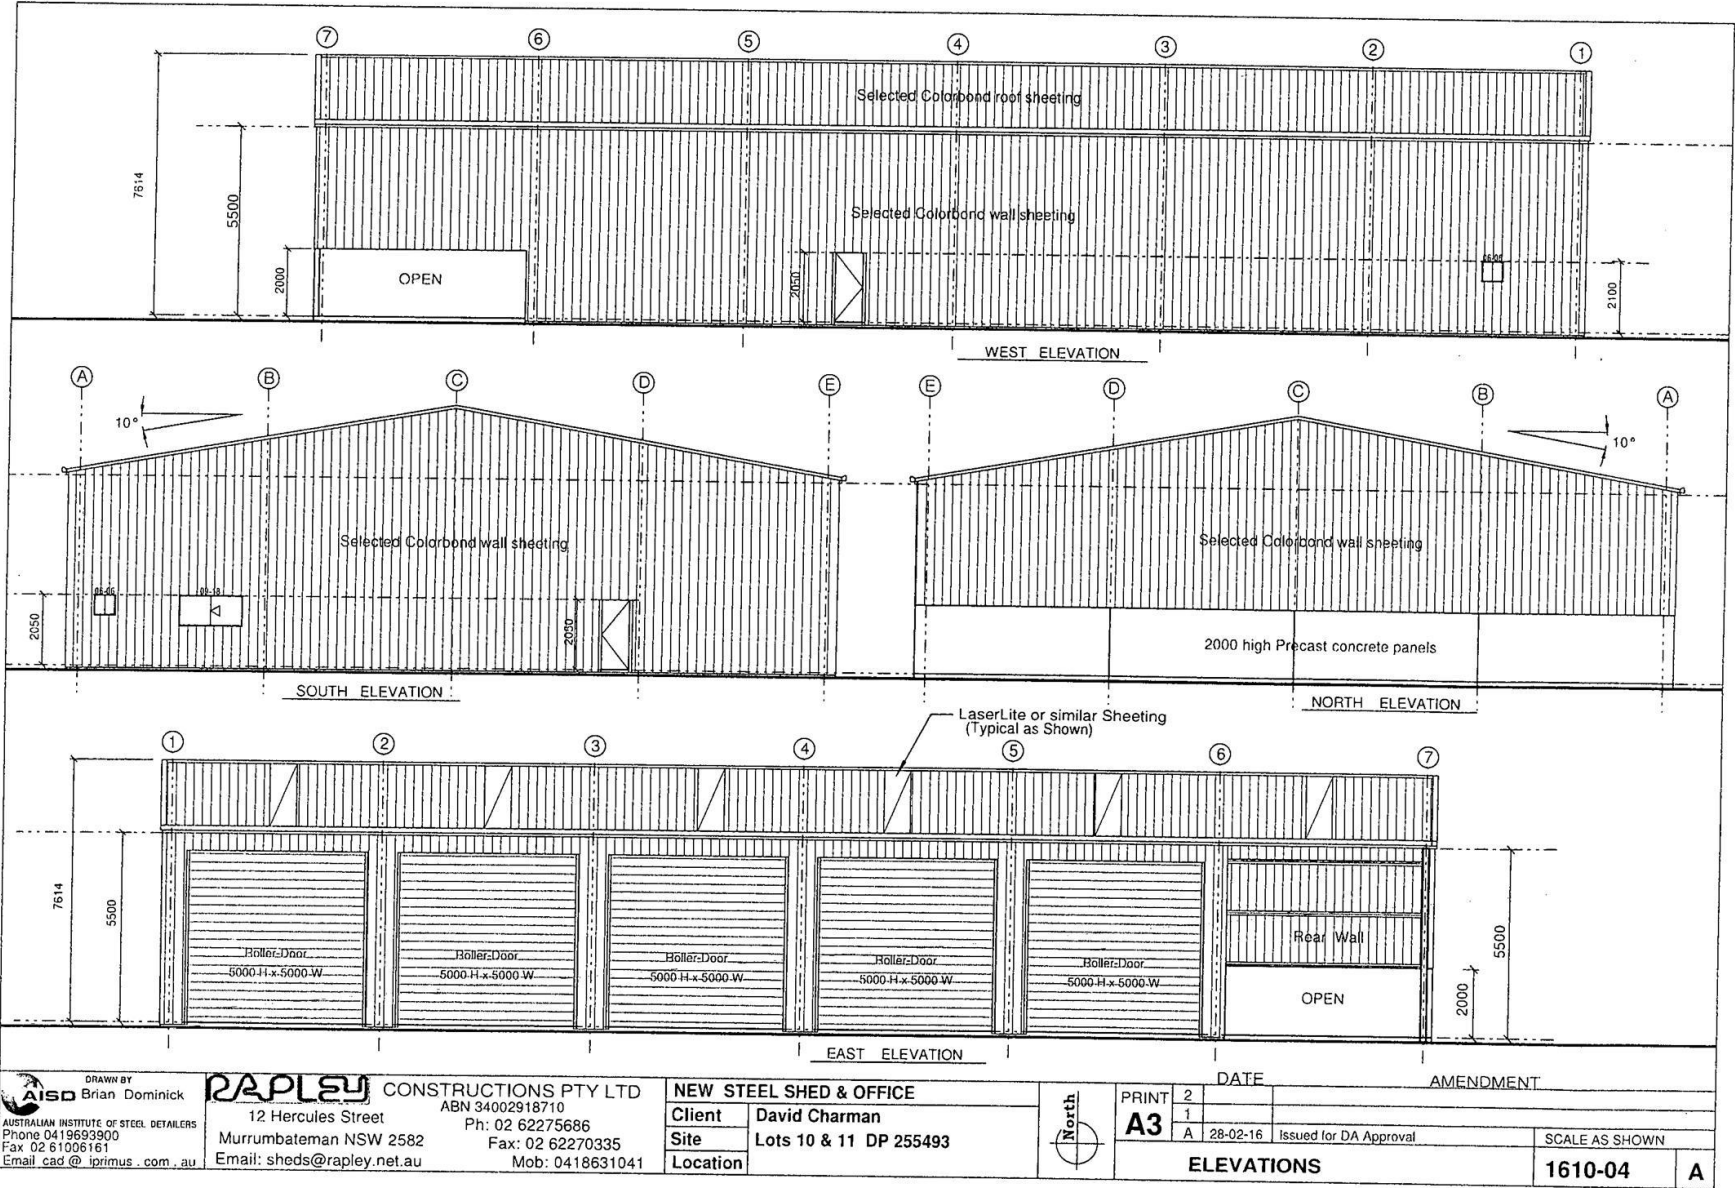 7 6 5 4 3 2 1
Selected Colorbond roof sheeting
7614
5500
Selected Colorbond wall sheeting
2000
OPEN
2050
06-06
2100
WEST ELEVATION
A B C D E
10°
Selected Colorbond wall sheeting
06-06
09-18
2050
2050
SOUTH ELEVATION
E D C B A
10°
Selected Colorbond wall sheeting
2000 high Precast concrete panels
NORTH ELEVATION
LaserLite or similar Sheeting
(Typical as Shown)
1 2 3 4 5 6 7
7614
5500
Roller-Door
5000 H x 5000 W
Roller-Door
5000 H x 5000 W
Roller-Door
5000 H x 5000 W
Roller-Door
5000 H x 5000 W
Roller-Door
5000 H x 5000 W
Rear Wall
OPEN
5500
2000
EAST ELEVATION
AISD
DRAWN BY
Brian Dominick
AUSTRALIAN INSTITUTE OF STEEL DETAILERS
Phone 0419693900
Fax 02 61006161
Email cad @ iprimus . com . au
RAPLEY CONSTRUCTIONS PTY LTD
ABN 34002918710
12 Hercules Street
Ph: 02 62275686
Murrumbateman NSW 2582
Fax: 02 62270335
Email: sheds@rapley.net.au
Mob: 0418631041
NEW STEEL SHED & OFFICE
Client David Charman
Site Lots 10 & 11 DP 255493
Location
North
PRINT
A3
DATE AMENDMENT
2
1
A 28-02-16 Issued for DA Approval
SCALE AS SHOWN
ELEVATIONS
1610-04 A